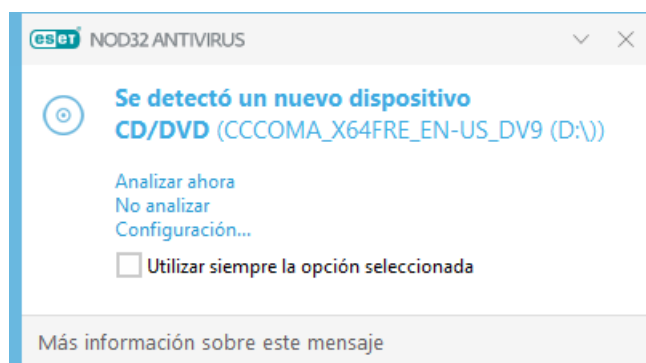 eset NOD32 ANTIVIRUS
Se detectó un nuevo dispositivo
CD/DVD (CCCOMA_X64FRE_EN-US_DV9 (D:\))
Analizar ahora
No analizar
Configuración...
Utilizar siempre la opción seleccionada
Más información sobre este mensaje